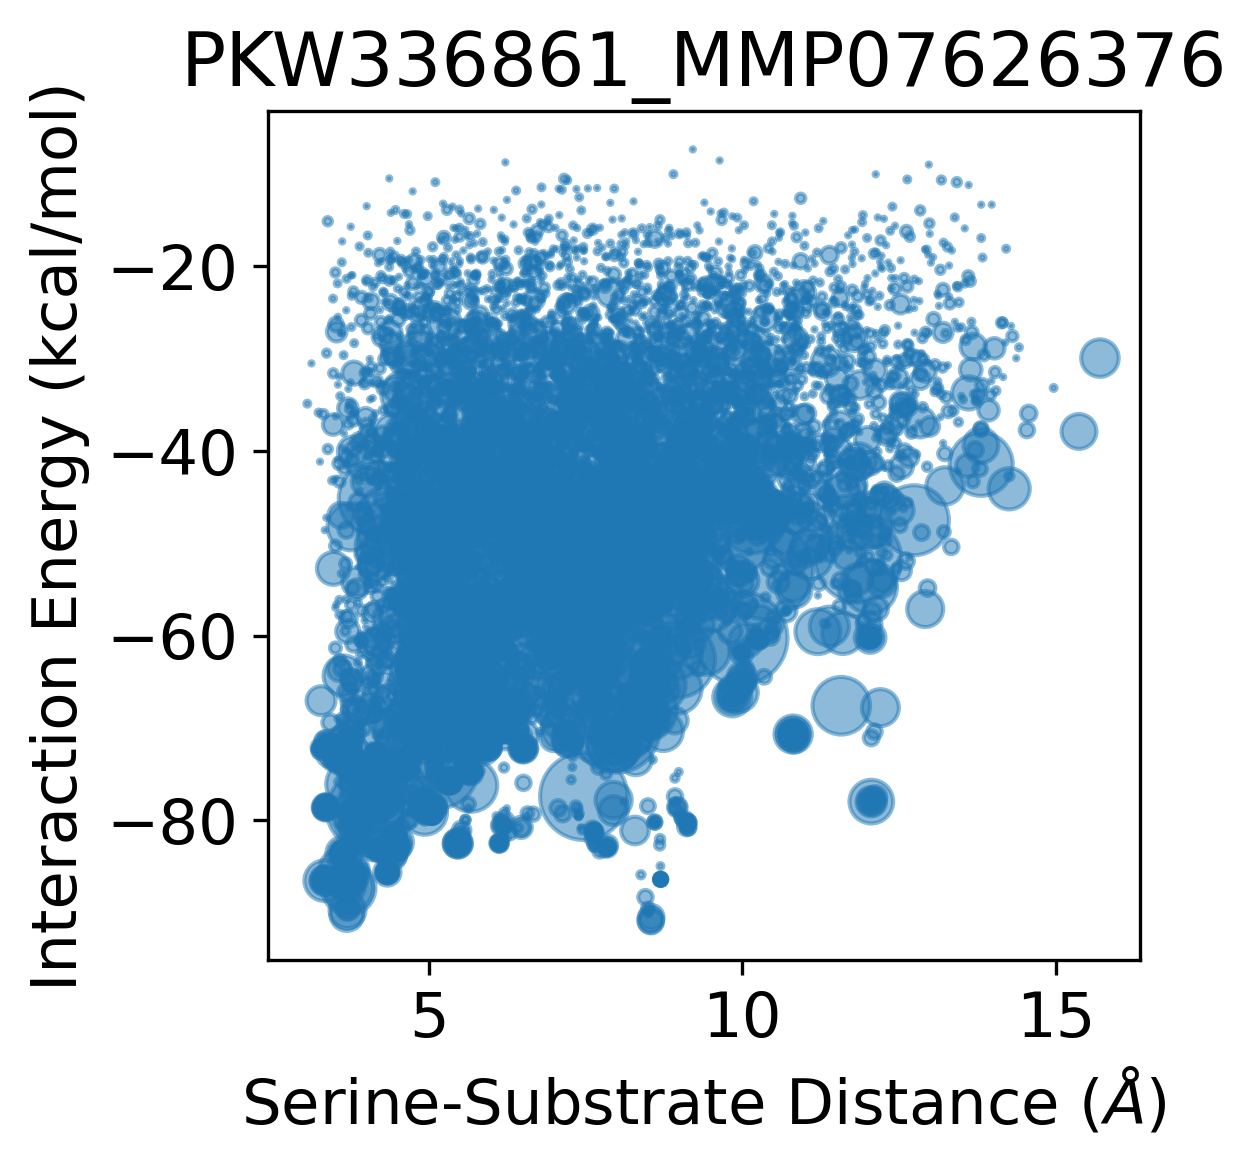 PKW336861_MMP07626376
Interaction Energy (kcal/mol)
−20
−40
−60
−80
5 10 15
Serine-Substrate Distance (Å)